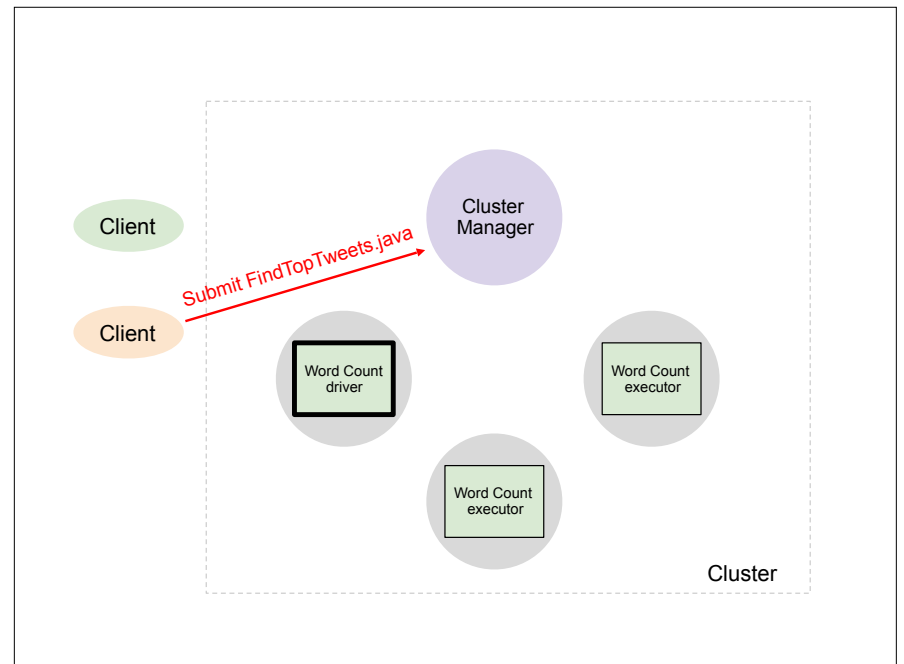 Cluster
Manager
Client
Submit FindTopTweets.java
Client
Word Count
driver
Word Count
executor
Word Count
executor
Cluster